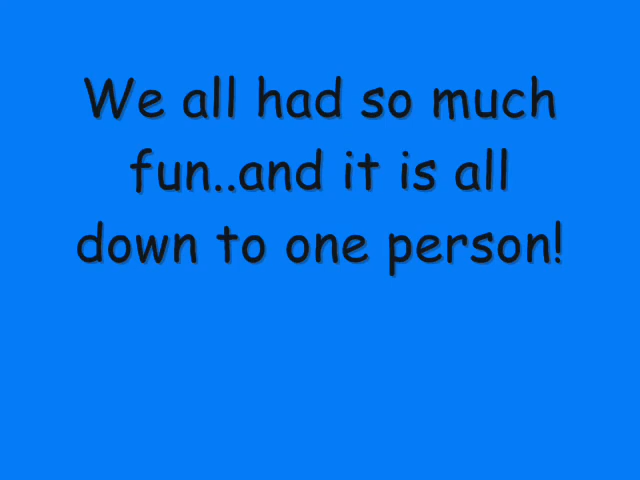 We all had so much
fun..and it is all
down to one person!